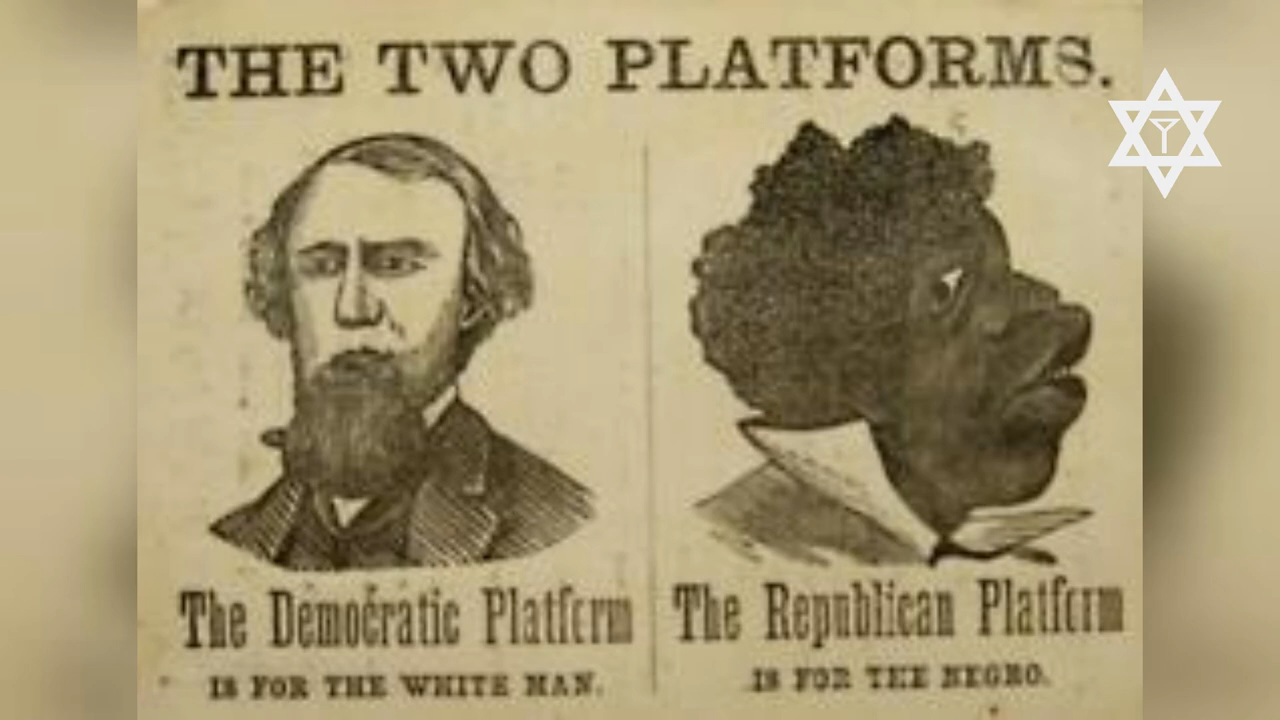 THE TWO PLATFORMS.
The Democratic Platform
IS FOR THE WHITE MAN.
The Republican Platform
IS FOR THE NEGRO.